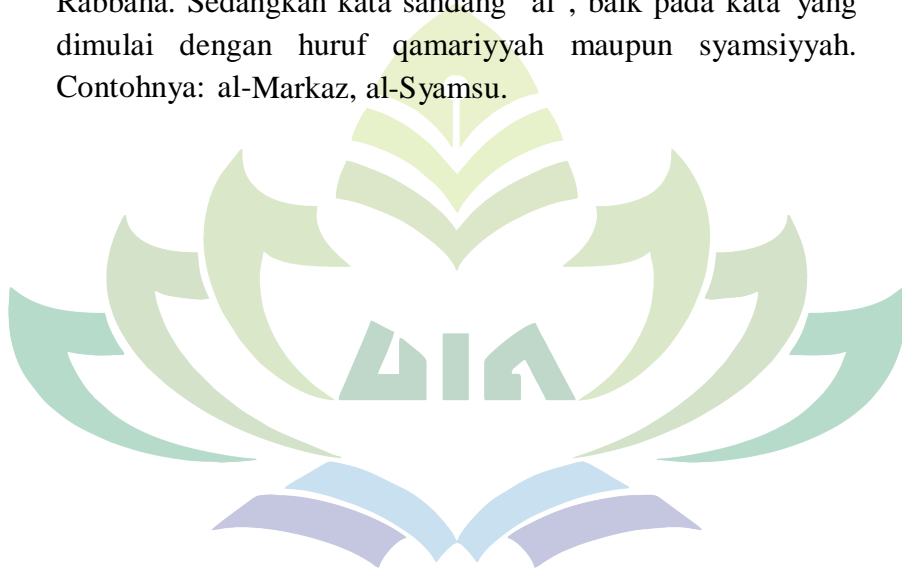 Rabbana. Sedangkan kata sandang "al", baik pada kata yang
dimulai dengan huruf qamariyyah maupun syamsiyyah.
Contohnya: al-Markaz, al-Syamsu.
UIN